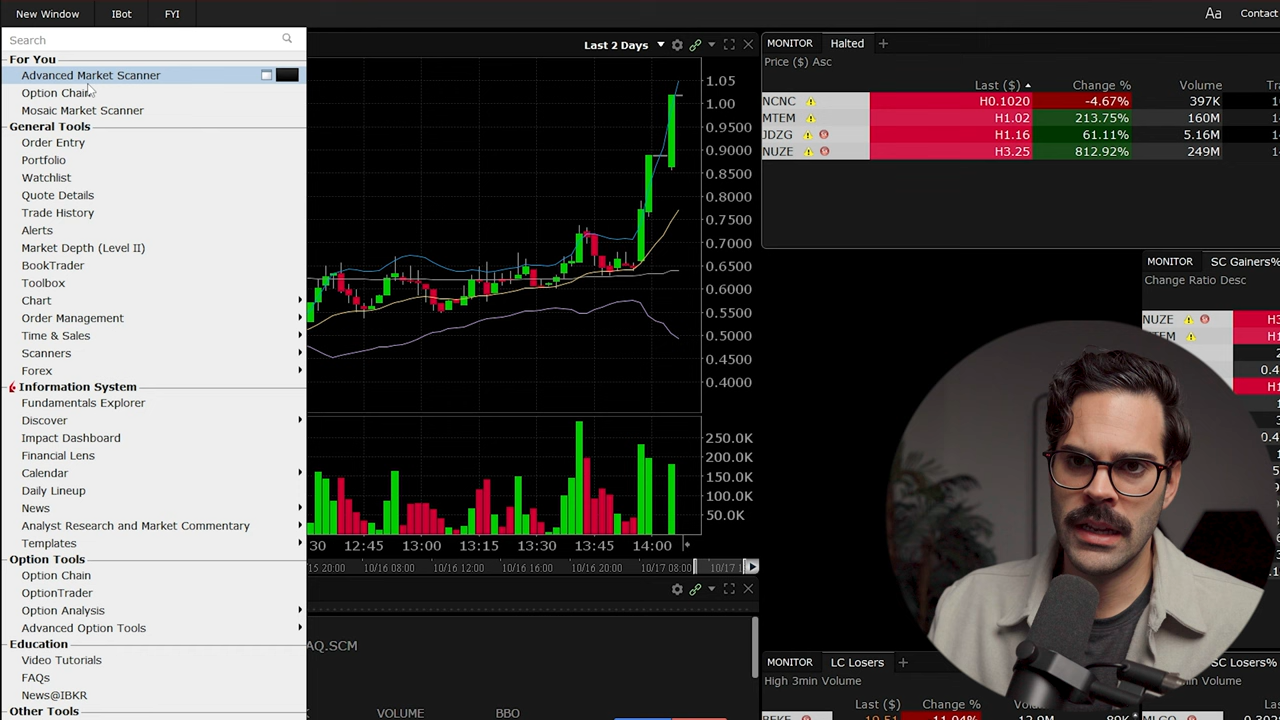 New Window
IBot
FYI
Aa
Contact
Search
For You
Advanced Market Scanner
Option Chain
Mosaic Market Scanner
General Tools
Order Entry
Portfolio
Watchlist
Quote Details
Trade History
Alerts
Market Depth (Level II)
BookTrader
Toolbox
Chart
Order Management
Time & Sales
Scanners
Forex
Information System
Fundamentals Explorer
Discover
Impact Dashboard
Financial Lens
Calendar
Daily Lineup
News
Analyst Research and Market Commentary
Templates
Option Tools
Option Chain
OptionTrader
Option Analysis
Advanced Option Tools
Education
Video Tutorials
FAQs
News@IBKR
Other Tools
Last 2 Days
1.05
1.00
0.9500
0.9000
0.8500
0.8000
0.7500
0.7000
0.6500
0.6000
0.5500
0.5000
0.4500
0.4000
250.0K
200.0K
150.0K
100.0K
50.0K
30 12:45 13:00 13:15 13:30 13:45 14:00
15 20:00 10/16 08:00 10/16 16:00 10/16 20:00 10/17 08:00 10/17 1
AQ.SCM
VOLUME BBO
MONITOR Halted +
Price ($) Asc
Last ($) Change % Volume
NCNC H0.1020 -4.67% 397K
MTEM H1.02 213.75% 160M
JDZG H1.16 61.11% 5.16M
NUZE H3.25 812.92% 249M
MONITOR SC Gainers%
Change Ratio Desc
NUZE H3
TEM H1
MONITOR LC Losers + SC Losers%
High 3min Volume Volume
Last ($) Change %